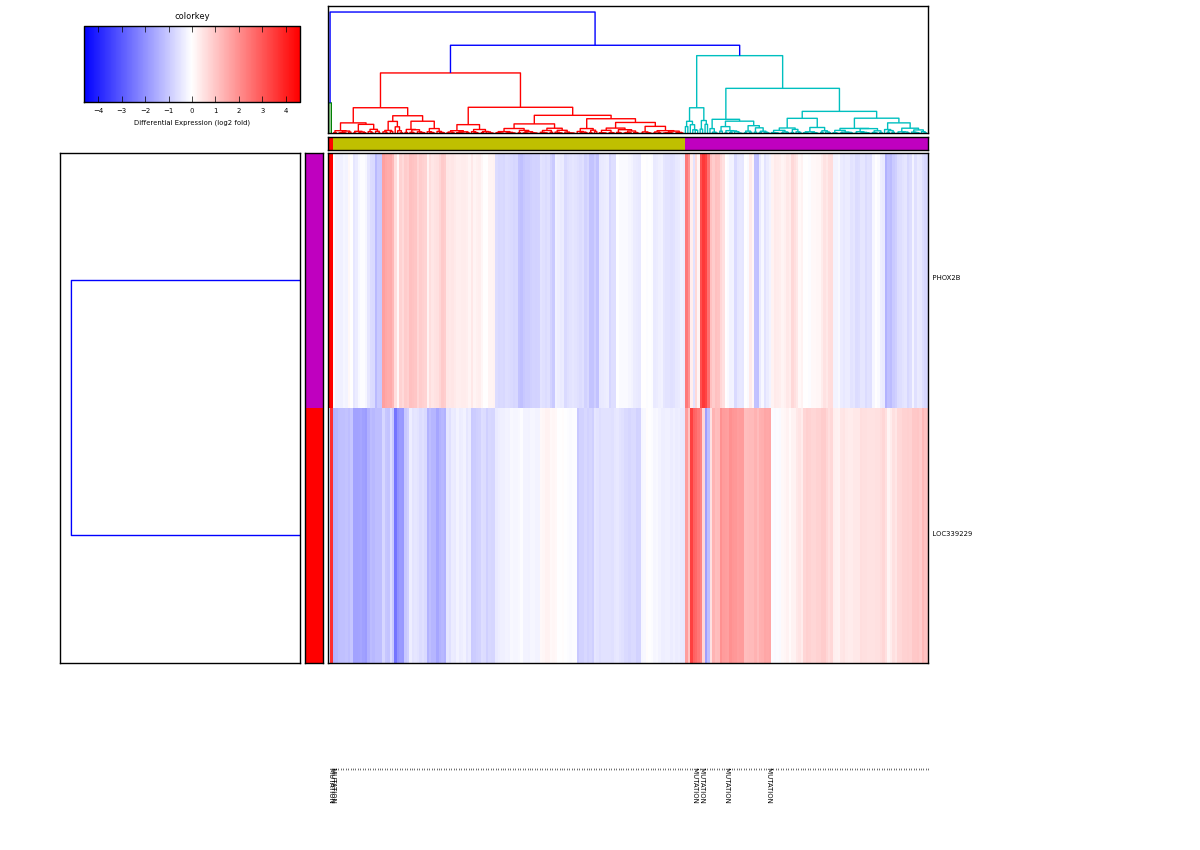 colorkey
−4 −3 −2 −1 0 1 2 3 4
Differential Expression (log2 fold)
PHOX2B
LOC339229
MUTATION
MUTATION
MUTATION
MUTATION
MUTATION
MUTATION